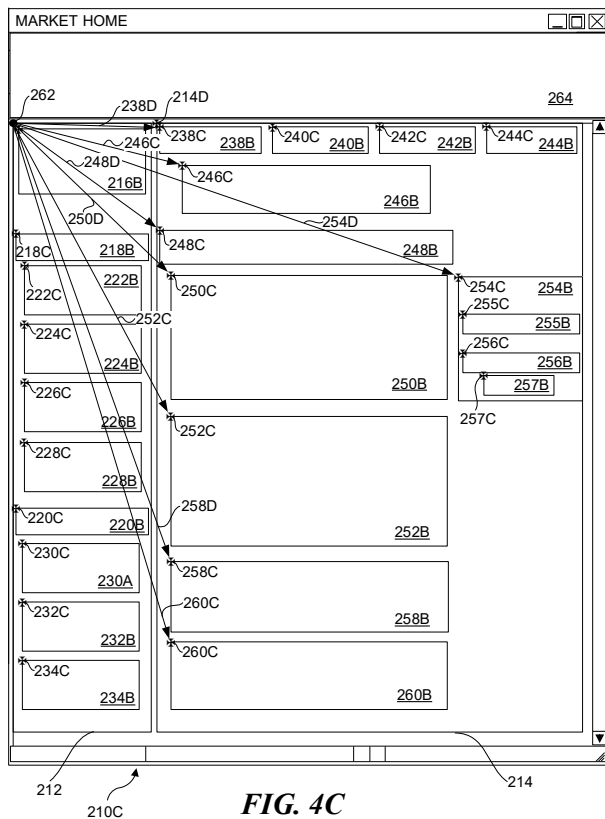 MARKET HOME
264
262
238D
214D
246C
238C
238B
240C
240B
242C
242B
244C
244B
248D
216B
246C
246B
250D
254D
218C
218B
248C
248B
222C
222B
250C
254C
254B
255C
255B
252C
224C
224B
256C
256B
250B
257B
257C
226C
226B
252C
228C
228B
220C
220B
258D
252B
230C
230A
258C
258B
232C
232B
260C
234C
234B
260C
260B
212
210C
214
FIG. 4C